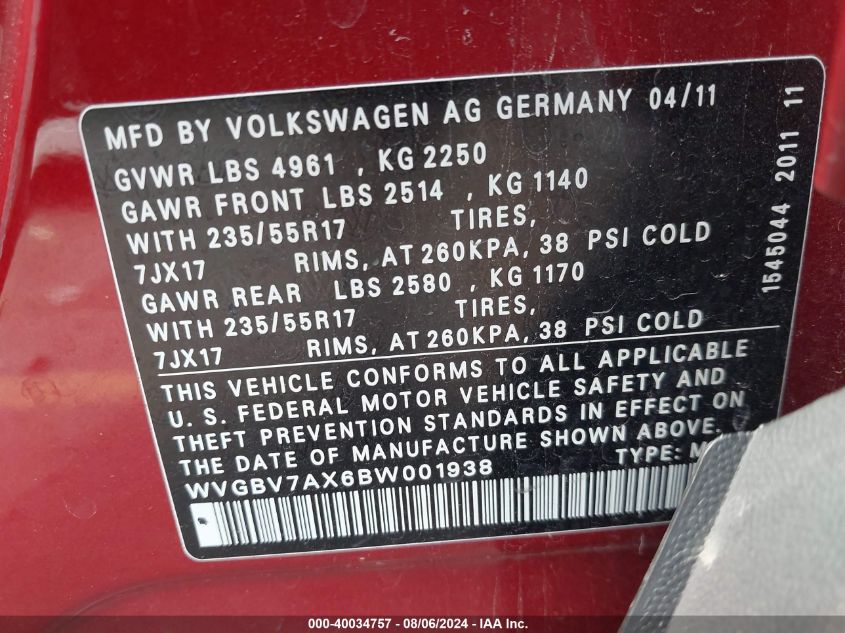 MFD BY VOLKSWAGEN AG GERMANY 04/11
GVWR LBS 4961 , KG 2250
GAWR FRONT LBS 2514 , KG 1140
WITH 235/55R17 TIRES,
7JX17 RIMS, AT 260KPA, 38 PSI COLD
GAWR REAR LBS 2580 , KG 1170
WITH 235/55R17 TIRES,
7JX17 RIMS, AT 260KPA, 38 PSI COLD
THIS VEHICLE CONFORMS TO ALL APPLICABLE
U. S. FEDERAL MOTOR VEHICLE SAFETY AND
THEFT PREVENTION STANDARDS IN EFFECT ON
THE DATE OF MANUFACTURE SHOWN ABOVE.
WVGBV7AX6BW001938 TYPE:
1545044 2011 11
000-40034757 - 08/06/2024 - IAA Inc.